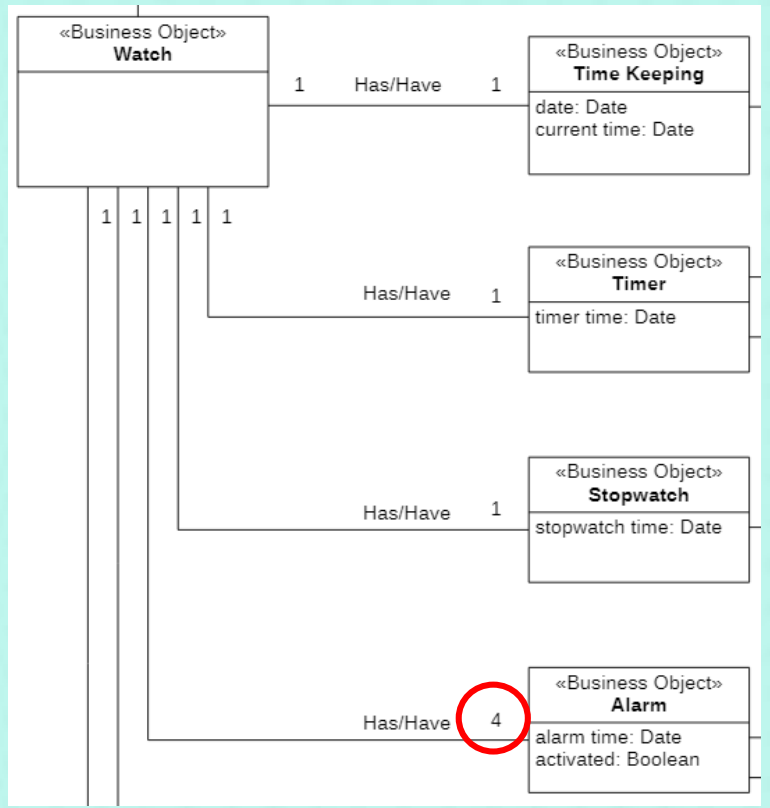 «Business Object»
Watch
1 Has/Have 1
«Business Object»
Time Keeping
date: Date
current time: Date
1 1 1 1 1
Has/Have 1
«Business Object»
Timer
timer time: Date
Has/Have 1
«Business Object»
Stopwatch
stopwatch time: Date
Has/Have 4
«Business Object»
Alarm
alarm time: Date
activated: Boolean